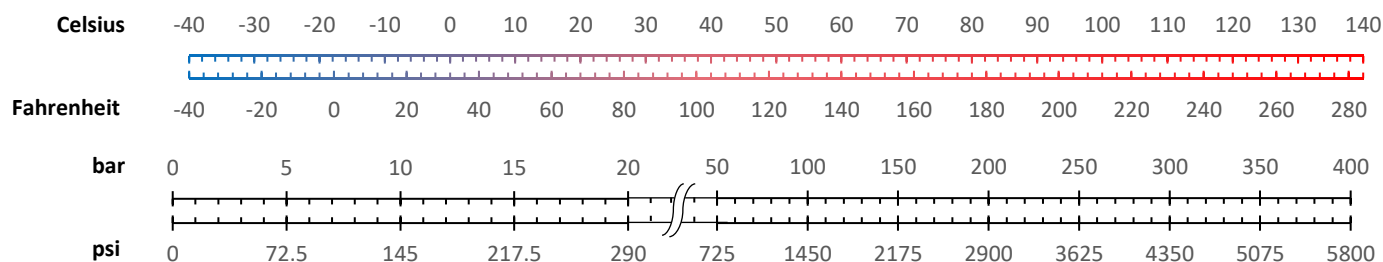 Celsius -40 -30 -20 -10 0 10 20 30 40 50 60 70 80 90 100 110 120 130 140
Fahrenheit -40 -20 0 20 40 60 80 100 120 140 160 180 200 220 240 260 280
bar 0 5 10 15 20 50 100 150 200 250 300 350 400
psi 0 72.5 145 217.5 290 725 1450 2175 2900 3625 4350 5075 5800